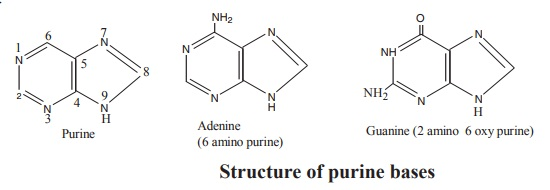 1
6
7
N
N
5
8
2
N
3
4
9
N
H
Purine
NH2
N
N
N
N
H
Adenine
(6 amino purine)
O
NH
N
NH2
N
N
H
Guanine (2 amino 6 oxy purine)
Structure of purine bases